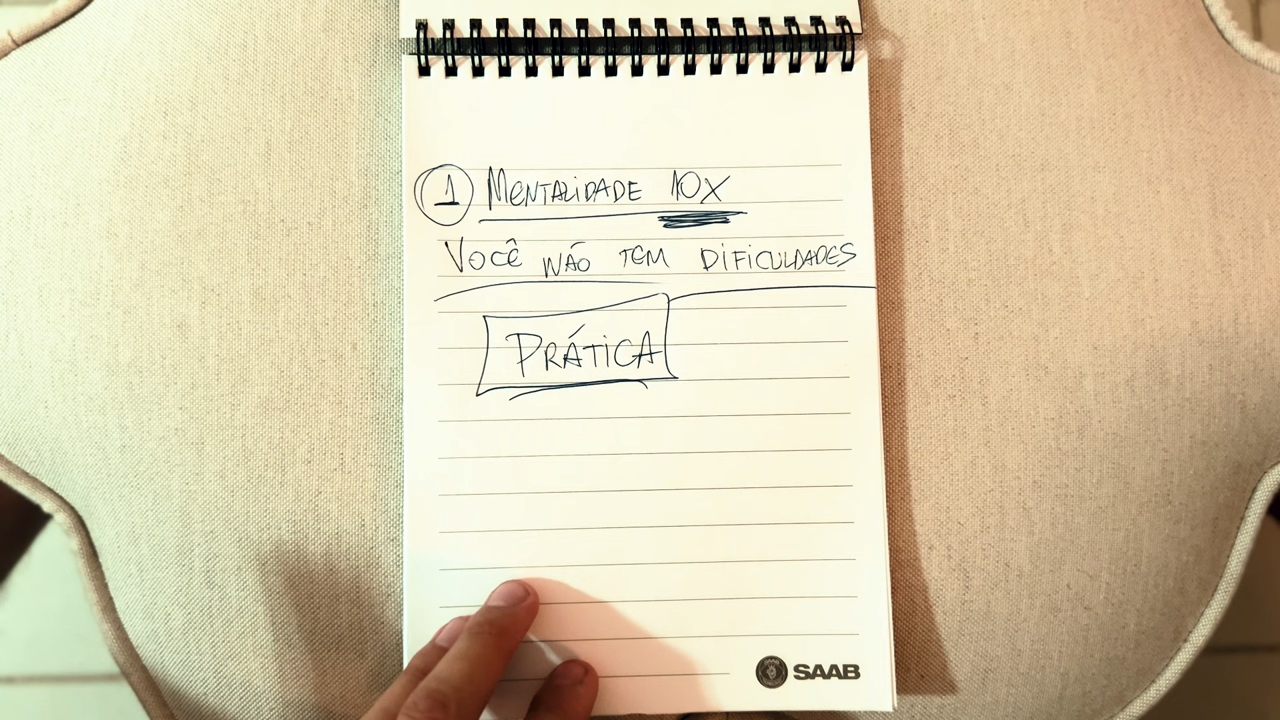 1 MENTALIDADE 10X
VOCÊ NÃO TEM DIFICULDADES
PRÁTICA
SAAB